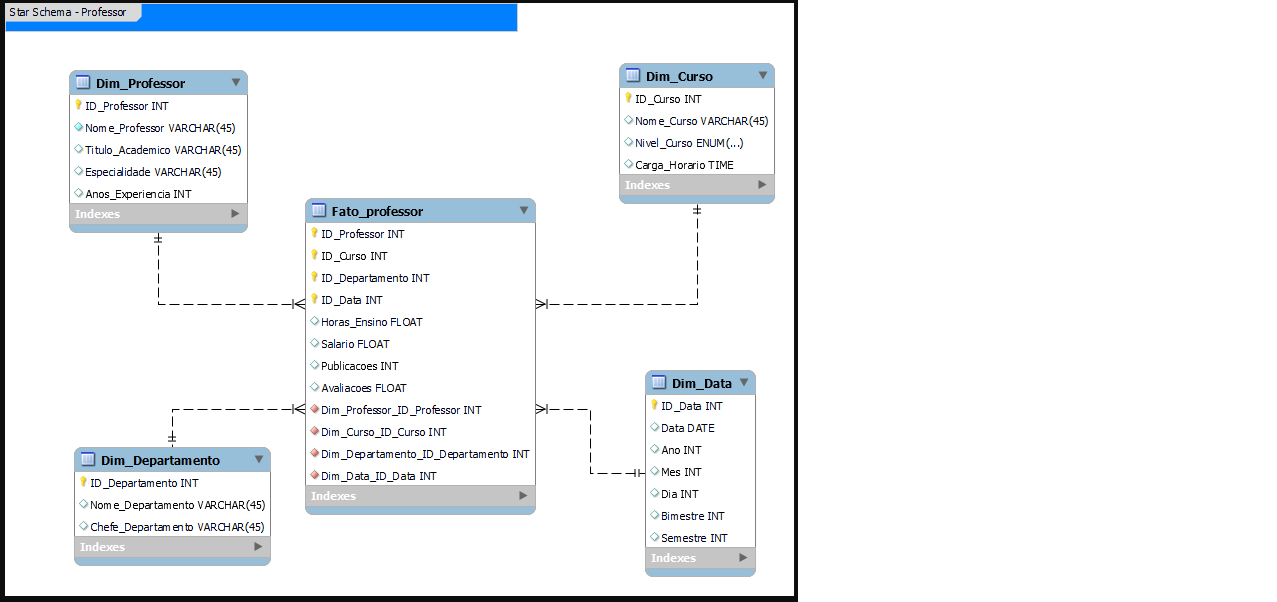 Star Schema - Professor
Dim_Professor
ID_Professor INT
Nome_Professor VARCHAR(45)
Titulo_Academico VARCHAR(45)
Especialidade VARCHAR(45)
Anos_Experiencia INT
Indexes
Dim_Curso
ID_Curso INT
Nome_Curso VARCHAR(45)
Nivel_Curso ENUM(...)
Carga_Horario TIME
Indexes
Fato_professor
ID_Professor INT
ID_Curso INT
ID_Departamento INT
ID_Data INT
Horas_Ensino FLOAT
Salario FLOAT
Publicacoes INT
Avaliacoes FLOAT
Dim_Professor_ID_Professor INT
Dim_Curso_ID_Curso INT
Dim_Departamento_ID_Departamento INT
Dim_Data_ID_Data INT
Indexes
Dim_Departamento
ID_Departamento INT
Nome_Departamento VARCHAR(45)
Chefe_Departamento VARCHAR(45)
Indexes
Dim_Data
ID_Data INT
Data DATE
Ano INT
Mes INT
Dia INT
Bimestre INT
Semestre INT
Indexes